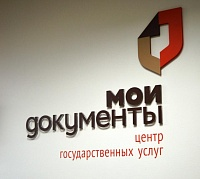 мои
документы
центр
государственных услуг